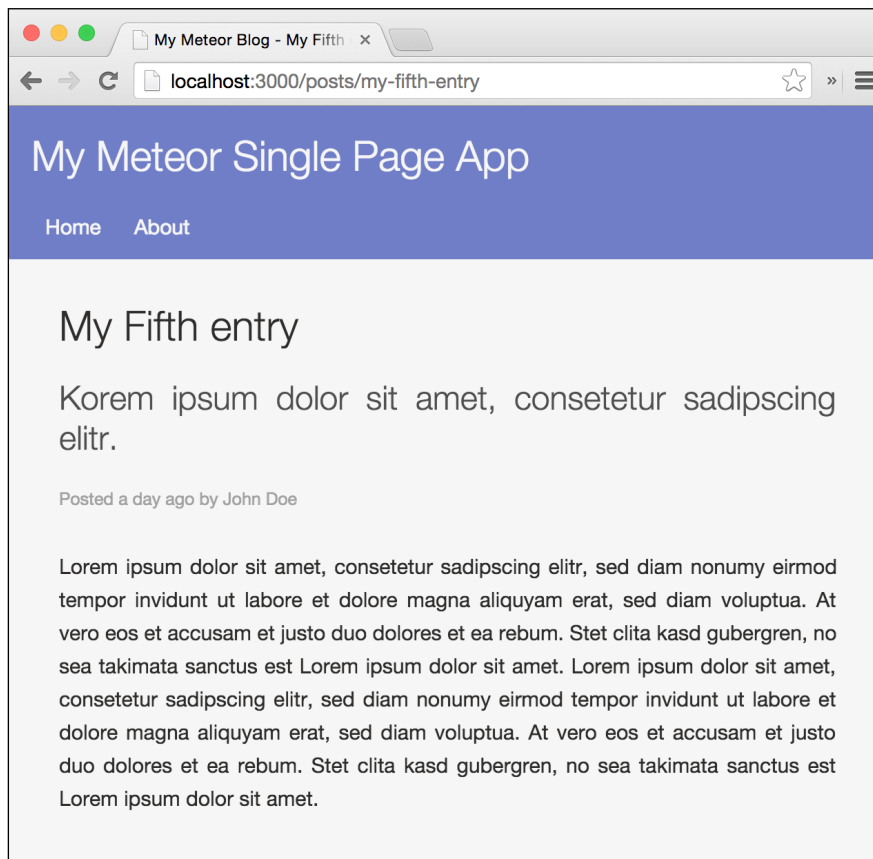 My Meteor Blog - My Fifth
localhost:3000/posts/my-fifth-entry
My Meteor Single Page App
Home About
My Fifth entry
Korem ipsum dolor sit amet, consetetur sadipscing
elitr.
Posted a day ago by John Doe
Lorem ipsum dolor sit amet, consetetur sadipscing elitr, sed diam nonumy eirmod
tempor invidunt ut labore et dolore magna aliquyam erat, sed diam voluptua. At
vero eos et accusam et justo duo dolores et ea rebum. Stet clita kasd gubergren, no
sea takimata sanctus est Lorem ipsum dolor sit amet. Lorem ipsum dolor sit amet,
consetetur sadipscing elitr, sed diam nonumy eirmod tempor invidunt ut labore et
dolore magna aliquyam erat, sed diam voluptua. At vero eos et accusam et justo
duo dolores et ea rebum. Stet clita kasd gubergren, no sea takimata sanctus est
Lorem ipsum dolor sit amet.